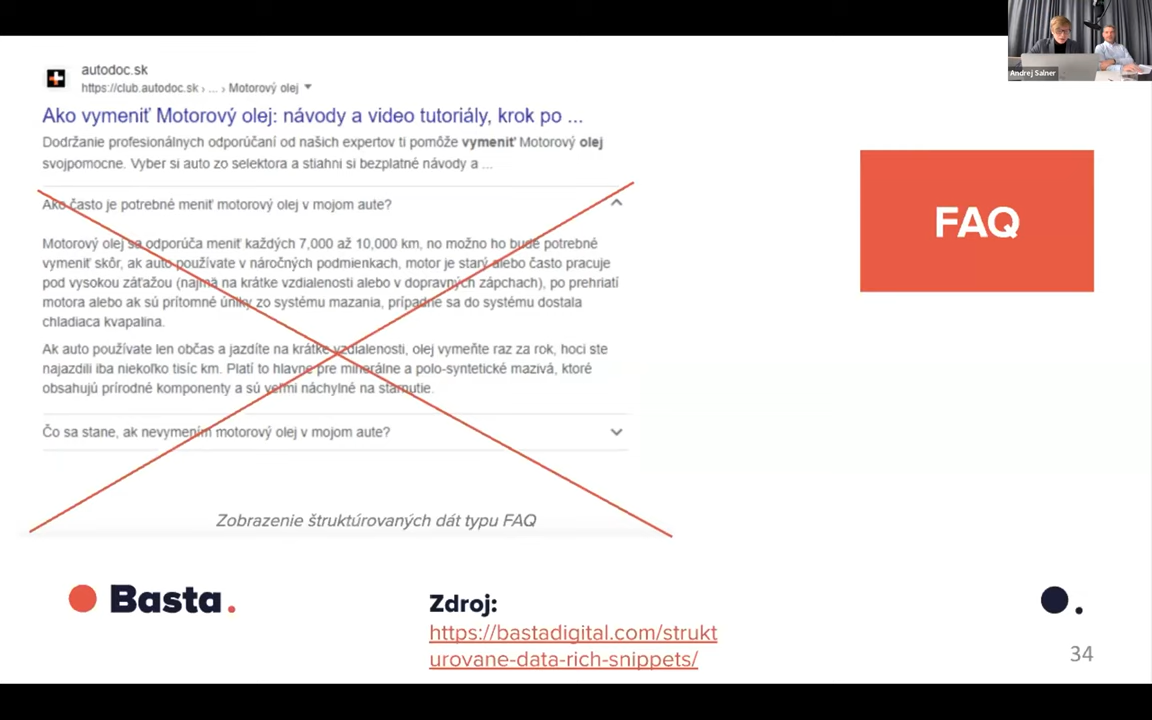 autodoc.sk
https://club.autodoc.sk › ... › Motorový olej
Ako vymeniť Motorový olej: návody a video tutoriály, krok po ...
Dodržanie profesionálnych odporúčaní od našich expertov ti pomôže vymeniť Motorový olej
svojpomocne. Vyber si auto zo selektora a stiahni si bezplatné návody a ...
Ako často je potrebné meniť motorový olej v mojom aute?
Motorový olej sa odporúča meniť každých 7,000 až 10,000 km, no možno ho bude potrebné
vymeniť skôr, ak auto používate v náročných podmienkach, motor je starý alebo často pracuje
pod vysokou záťažou (najmä na krátke vzdialenosti alebo v dopravných zápchach), po prehriatí
motora alebo ak sú prítomné úniky zo systému mazania, prípadne sa do systému dostala
chladiaca kvapalina.
Ak auto používate len občas a jazdíte na krátke vzdialenosti, olej vymeňte raz za rok, hoci ste
najazdili iba niekoľko tisíc km. Platí to hlavne pre minerálne a polo-syntetické mazivá, ktoré
obsahujú prírodné komponenty a sú veľmi náchylné na starnutie.
Čo sa stane, ak nevymením motorový olej v mojom aute?
Zobrazenie štruktúrovaných dát typu FAQ
FAQ
Andrej Salner
Basta.
Zdroj:
https://bastadigital.com/strukt
urovane-data-rich-snippets/
34